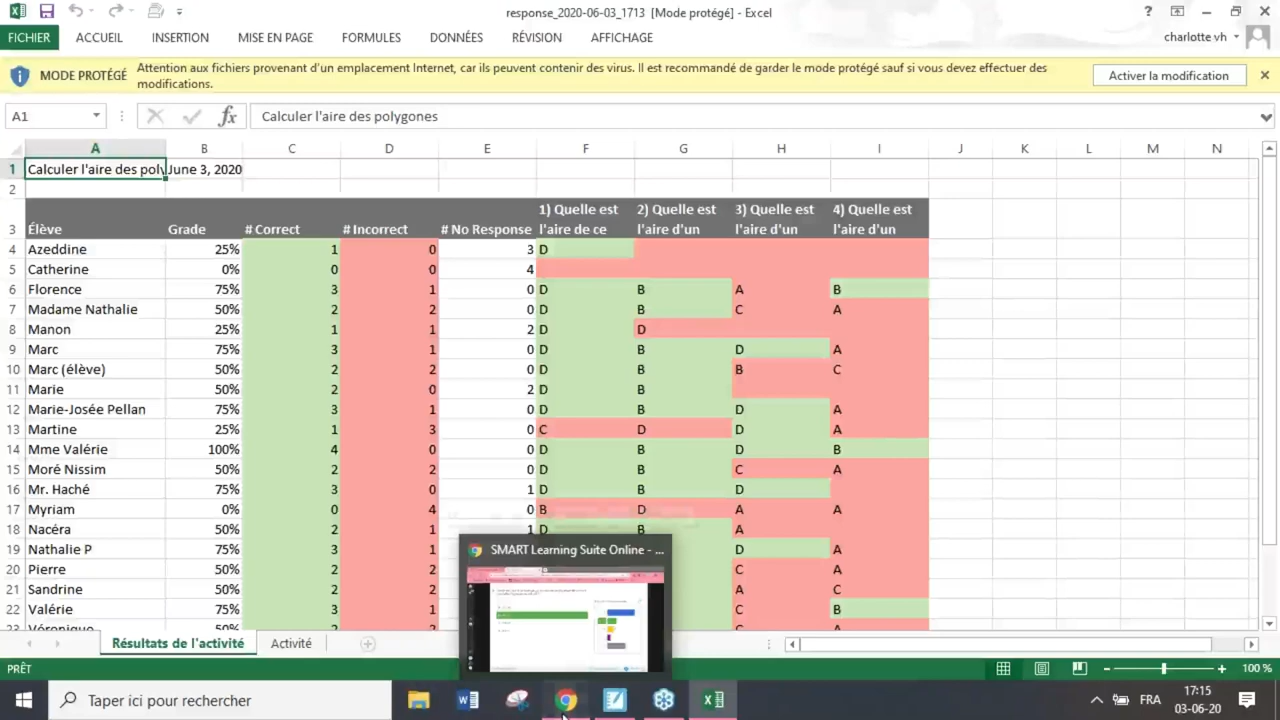 response_2020-06-03_1713 [Mode protégé] - Excel
FICHIER ACCUEIL INSERTION MISE EN PAGE FORMULES DONNÉES RÉVISION AFFICHAGE charlotte vh
MODE PROTÉGÉ Attention aux fichiers provenant d'un emplacement Internet, car ils peuvent contenir des virus. Il est recommandé de garder le mode protégé sauf si vous devez effectuer des
modifications.
Activer la modification
A1 fx Calculer l'aire des polygones
A B C D E F G H I J K L M N
1 Calculer l'aire des poly June 3, 2020
2
1) Quelle est 2) Quelle est 3) Quelle est 4) Quelle est
3 Élève Grade # Correct # Incorrect # No Response l'aire de ce l'aire d'un l'aire d'un l'aire d'un
4 Azeddine 25% 1 0 3 D
5 Catherine 0% 0 0 4
6 Florence 75% 3 1 0 D B A B
7 Madame Nathalie 50% 2 2 0 D B C A
8 Manon 25% 1 1 2 D D
9 Marc 75% 3 1 0 D B D A
10 Marc (élève) 50% 2 2 0 D B B C
11 Marie 50% 2 0 2 D B
12 Marie-Josée Pellan 75% 3 1 0 D B D A
13 Martine 25% 1 3 0 C D D A
14 Mme Valérie 100% 4 0 0 D B D B
15 Moré Nissim 50% 2 2 0 D B C A
16 Mr. Haché 75% 3 0 1 D B D
17 Myriam 0% 0 4 0 B D A A
18 Nacéra 50% 2 1 1 D B A
19 Nathalie P 75% 3 1 D A
20 Pierre 50% 2 2 C A
21 Sandrine 50% 2 2 A C
22 Valérie 75% 3 1 C B
23 Véronique 50% 2 2 C A
SMART Learning Suite Online - ...
Résultats de l'activité Activité
PRÊT 100 %
Taper ici pour rechercher
FRA
17:15
03-06-20